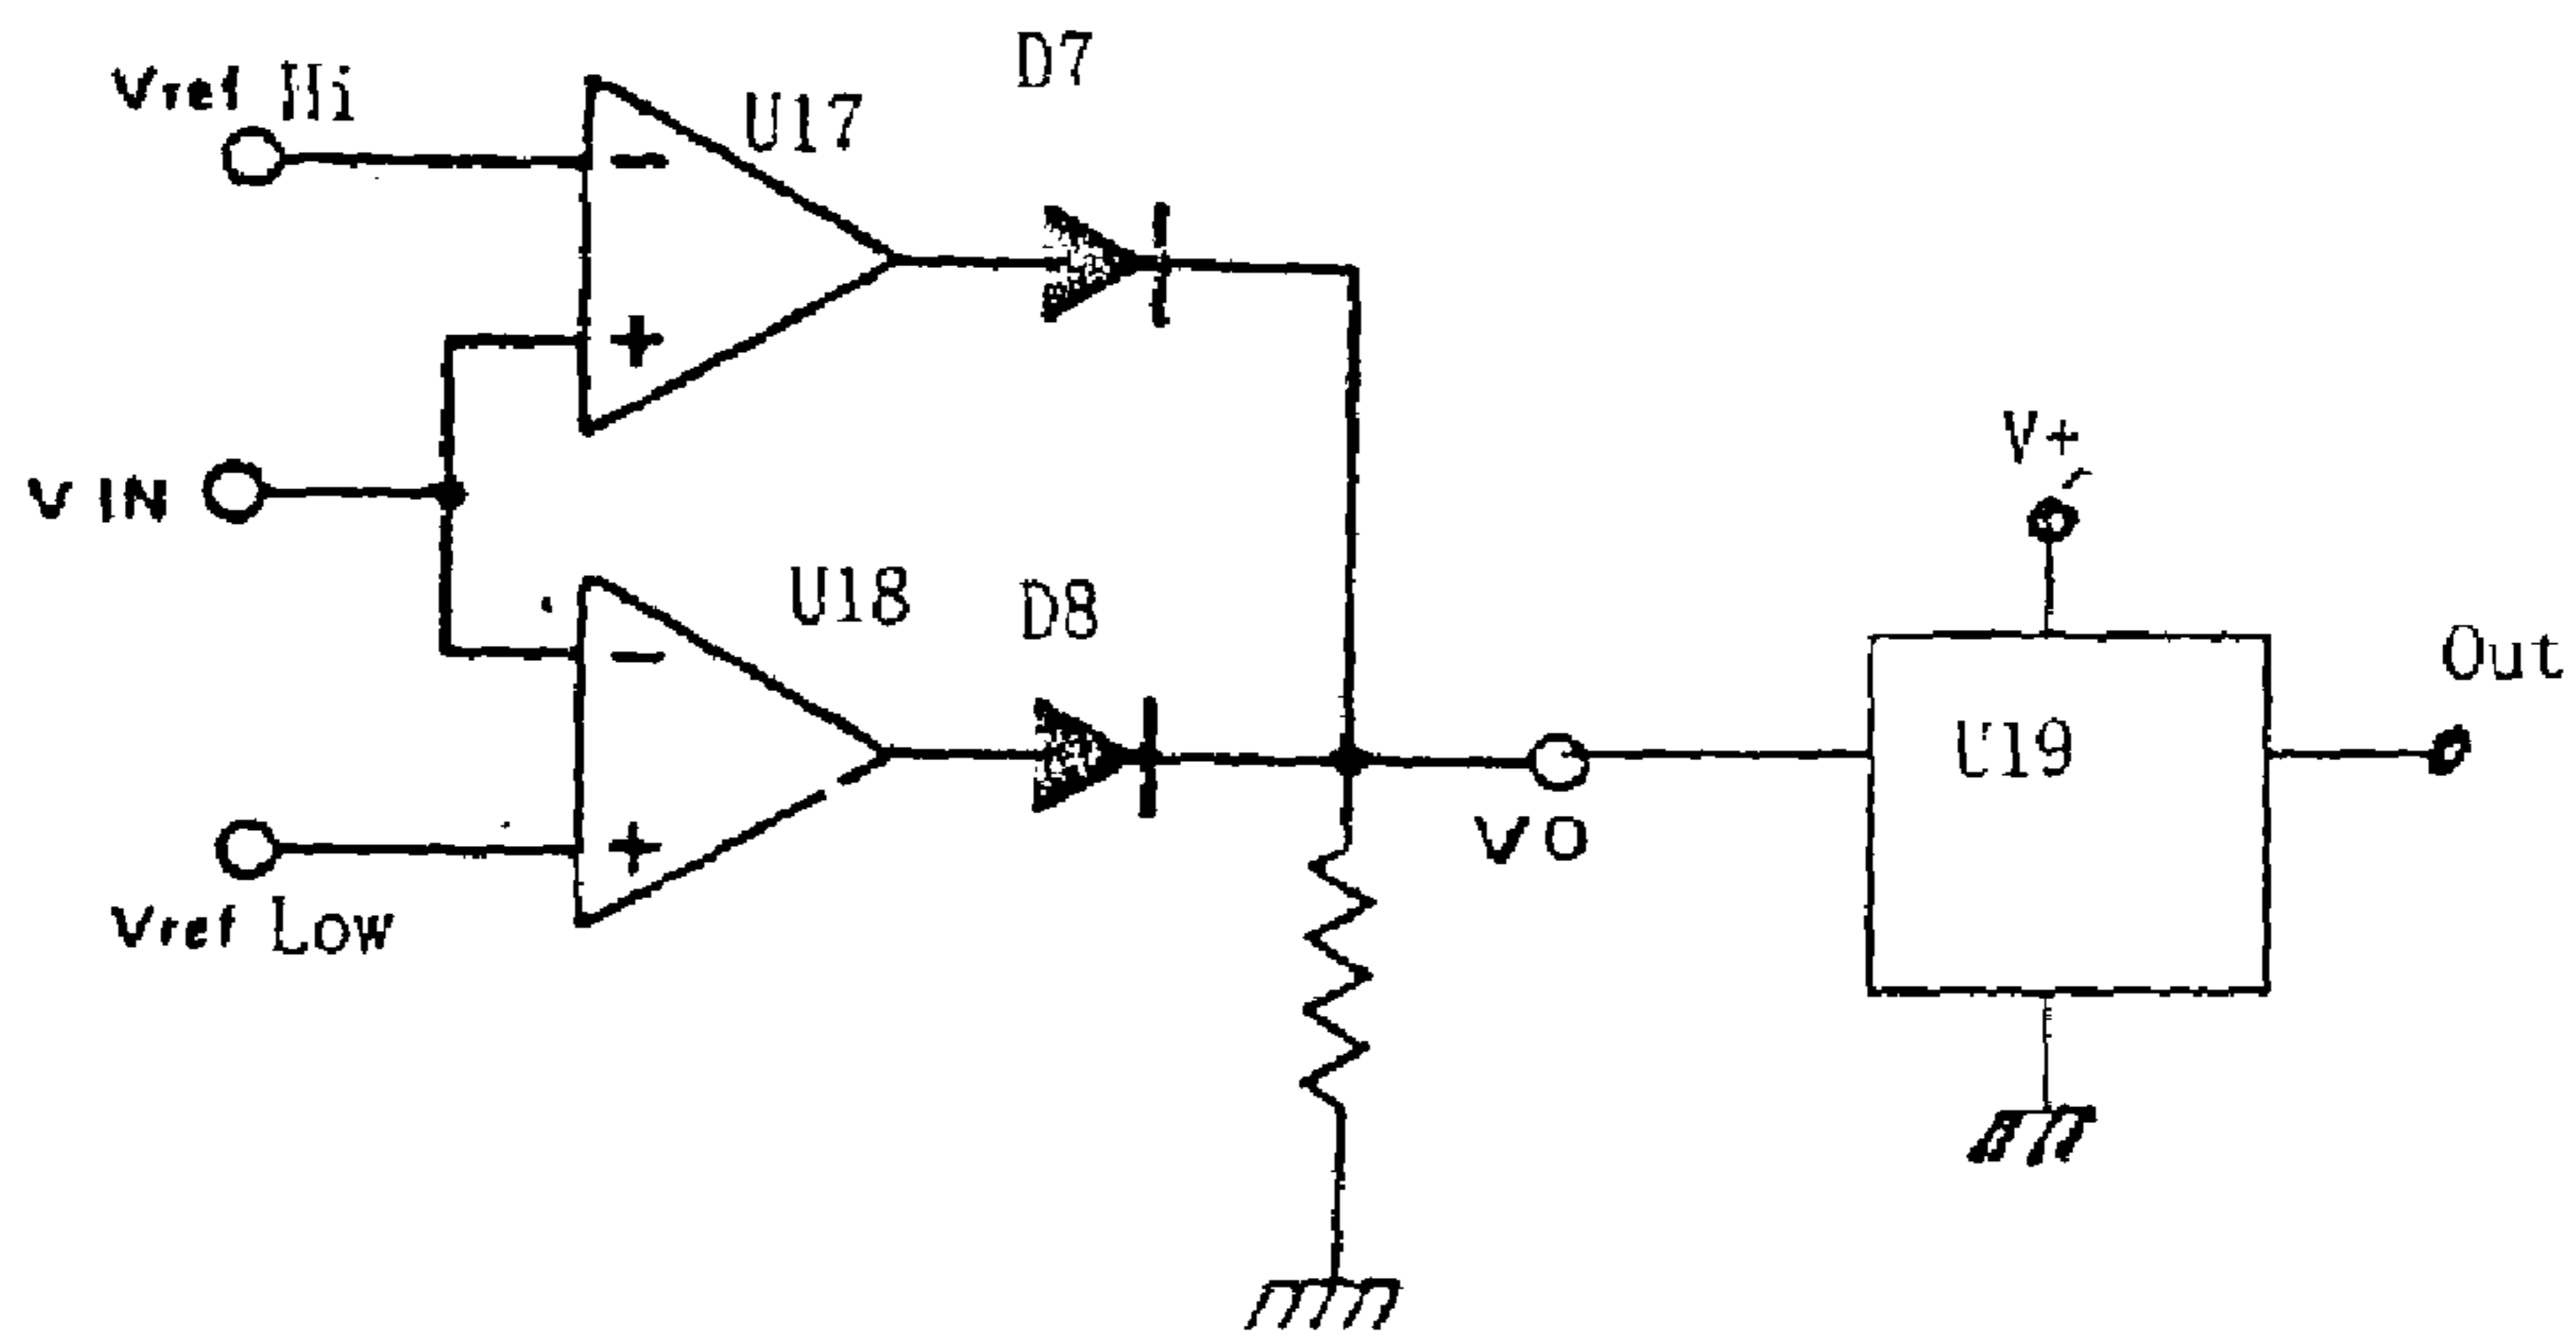 D7
Vref Hi
U17
-
+
V IN
V+
U18
D8
-
Out
U19
+
VO
Vref Low